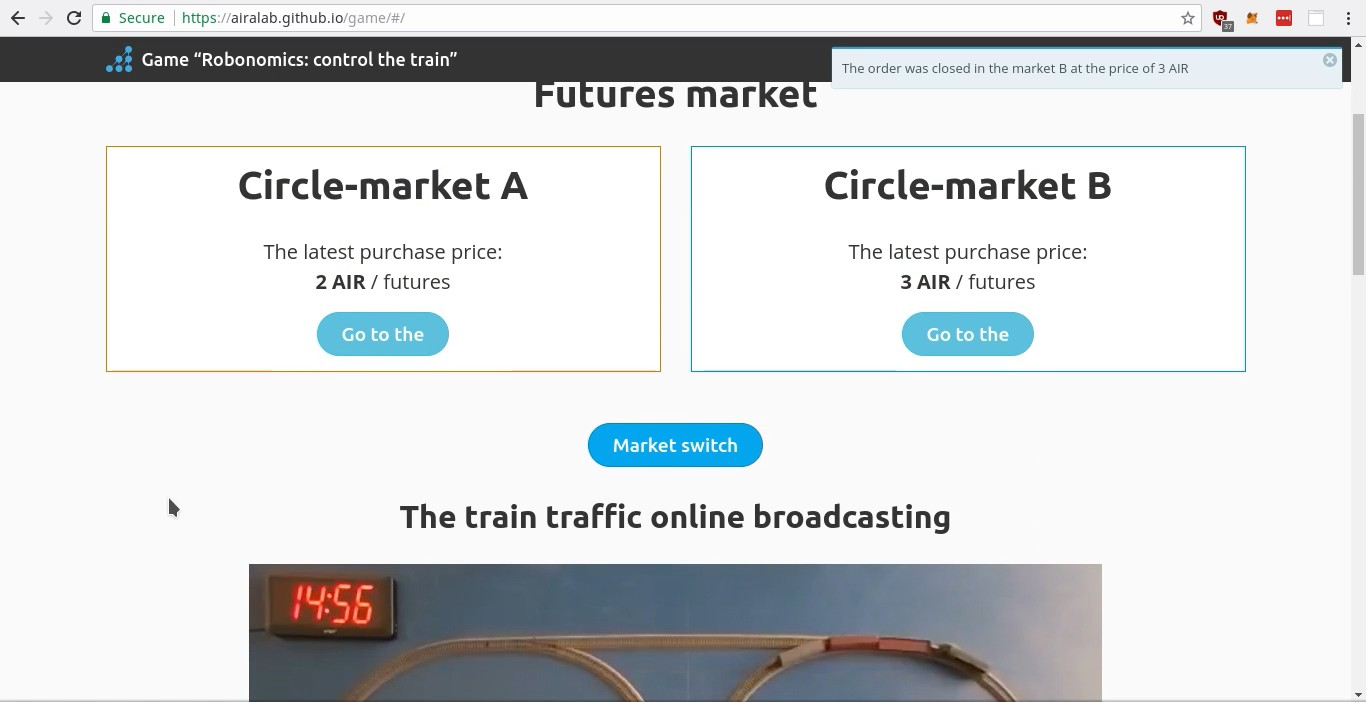 Secure https://airalab.github.io/game/#/
37
Game “Robonomics: control the train”
The order was closed in the market B at the price of 3 AIR
Futures market
Circle-market A
The latest purchase price:
2 AIR / futures
Go to the
Circle-market B
The latest purchase price:
3 AIR / futures
Go to the
Market switch
The train traffic online broadcasting
14:56